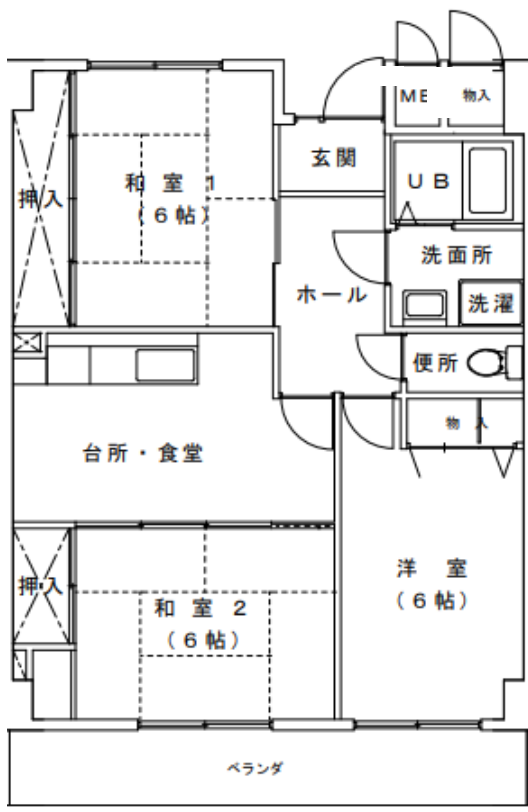 ＭＢ
物入
玄関
ＵＢ
和室１
（６帖）
押入
洗面所
ホール
洗濯
便所
物入
台所・食堂
洋室
（６帖）
押入
和室２
（６帖）
ベランダ